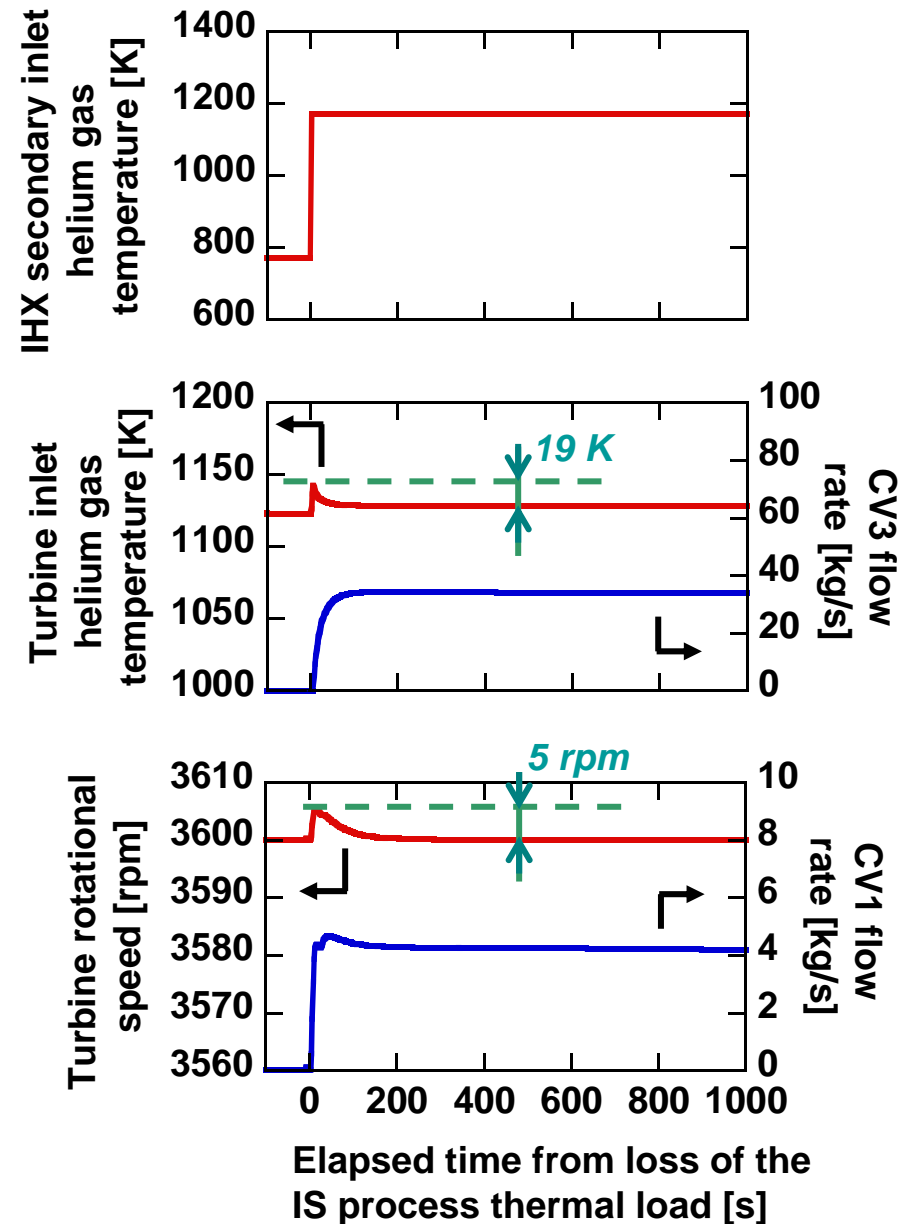 IHX secondary inlet
helium gas
temperature [K]
1400
1200
1000
800
600
Turbine inlet
helium gas
temperature [K]
1200
1150
1100
1050
1000
19 K
100
80
60
40
20
0
CV3 flow
rate [kg/s]
Turbine rotational
speed [rpm]
3610
3600
3590
3580
3570
3560
5 rpm
10
8
6
4
2
0
CV1 flow
rate [kg/s]
0 200 400 600 800 1000
Elapsed time from loss of the
IS process thermal load [s]